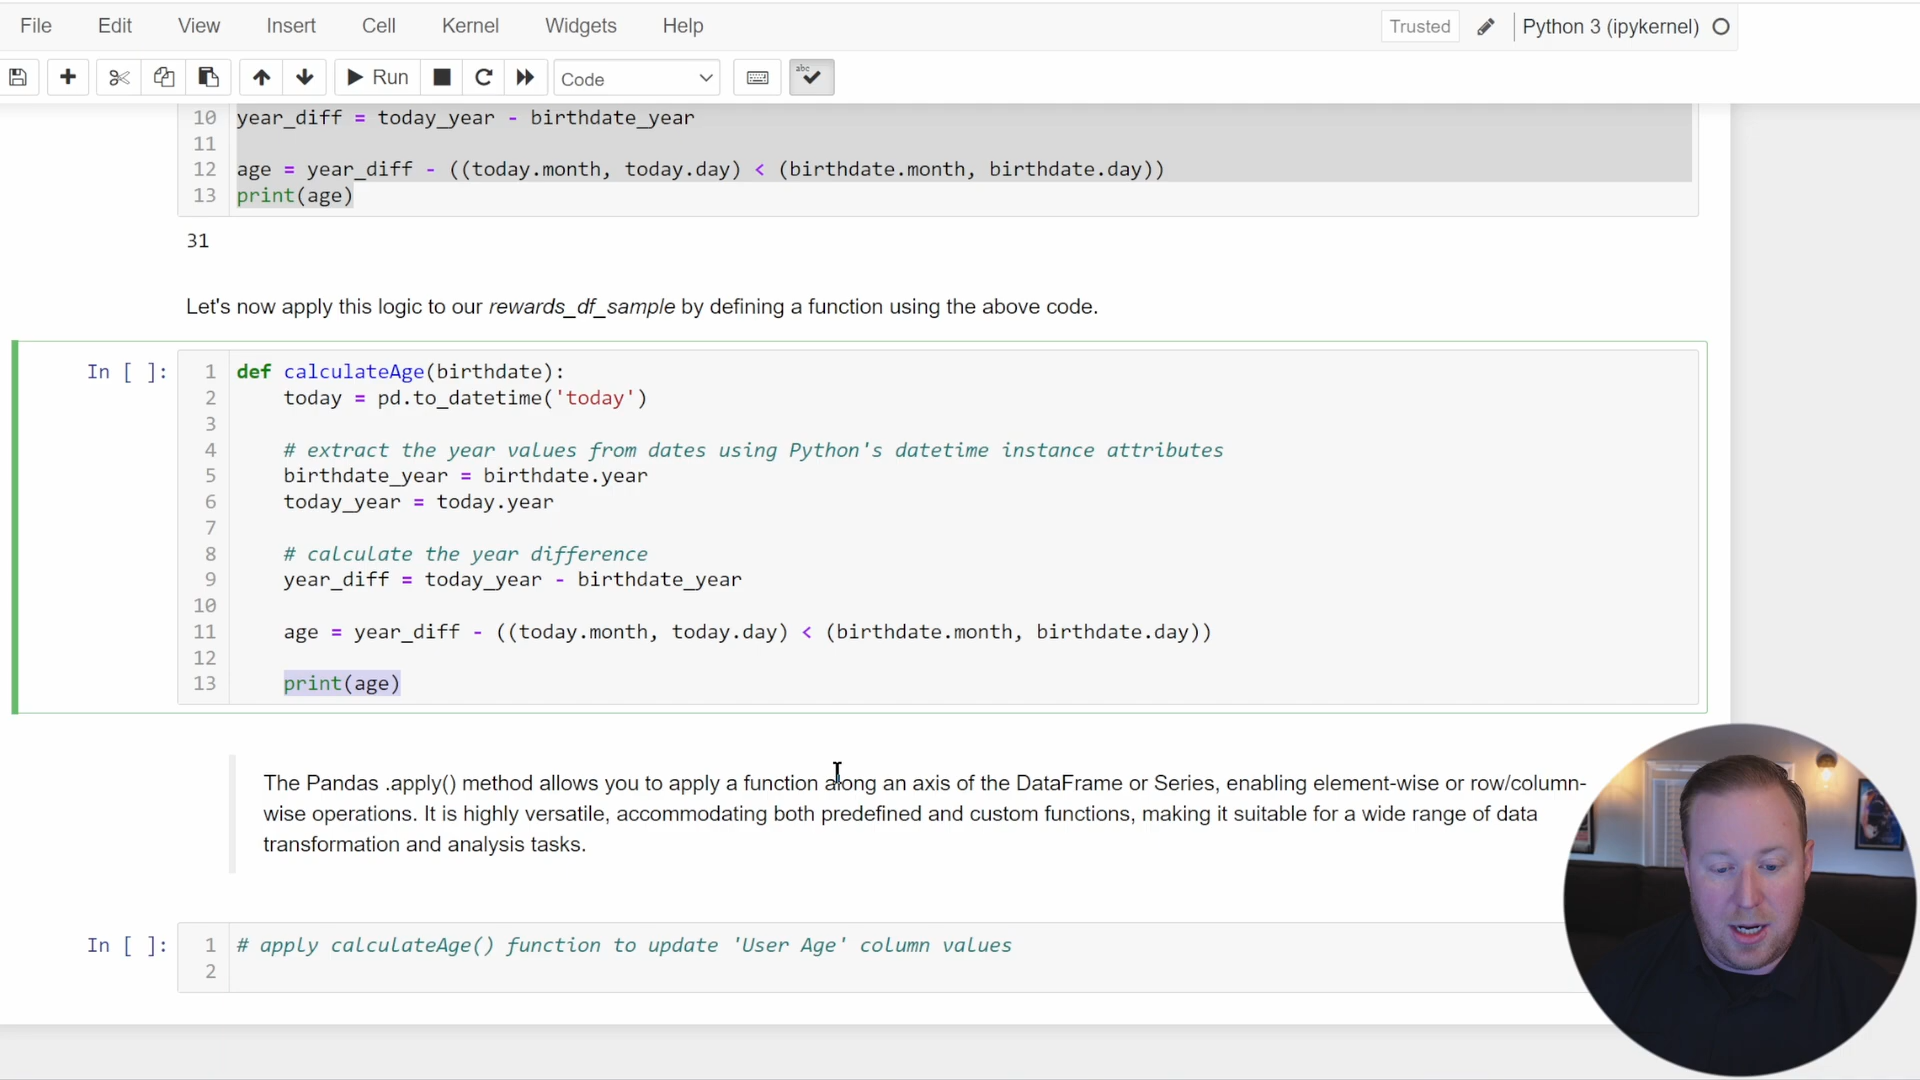 File Edit View Insert Cell Kernel Widgets Help Trusted Python 3 (ipykernel)
Run Code abc
10 year_diff = today_year - birthdate_year
11
12 age = year_diff - ((today.month, today.day) < (birthdate.month, birthdate.day))
13 print(age)
31
Let's now apply this logic to our rewards_df_sample by defining a function using the above code.
In [ ]: 1 def calculateAge(birthdate):
2 today = pd.to_datetime('today')
3
4 # extract the year values from dates using Python's datetime instance attributes
5 birthdate_year = birthdate.year
6 today_year = today.year
7
8 # calculate the year difference
9 year_diff = today_year - birthdate_year
10
11 age = year_diff - ((today.month, today.day) < (birthdate.month, birthdate.day))
12
13 print(age)
The Pandas .apply() method allows you to apply a function along an axis of the DataFrame or Series, enabling element-wise or row/column-
wise operations. It is highly versatile, accommodating both predefined and custom functions, making it suitable for a wide range of data
transformation and analysis tasks.
In [ ]: 1 # apply calculateAge() function to update 'User Age' column values
2